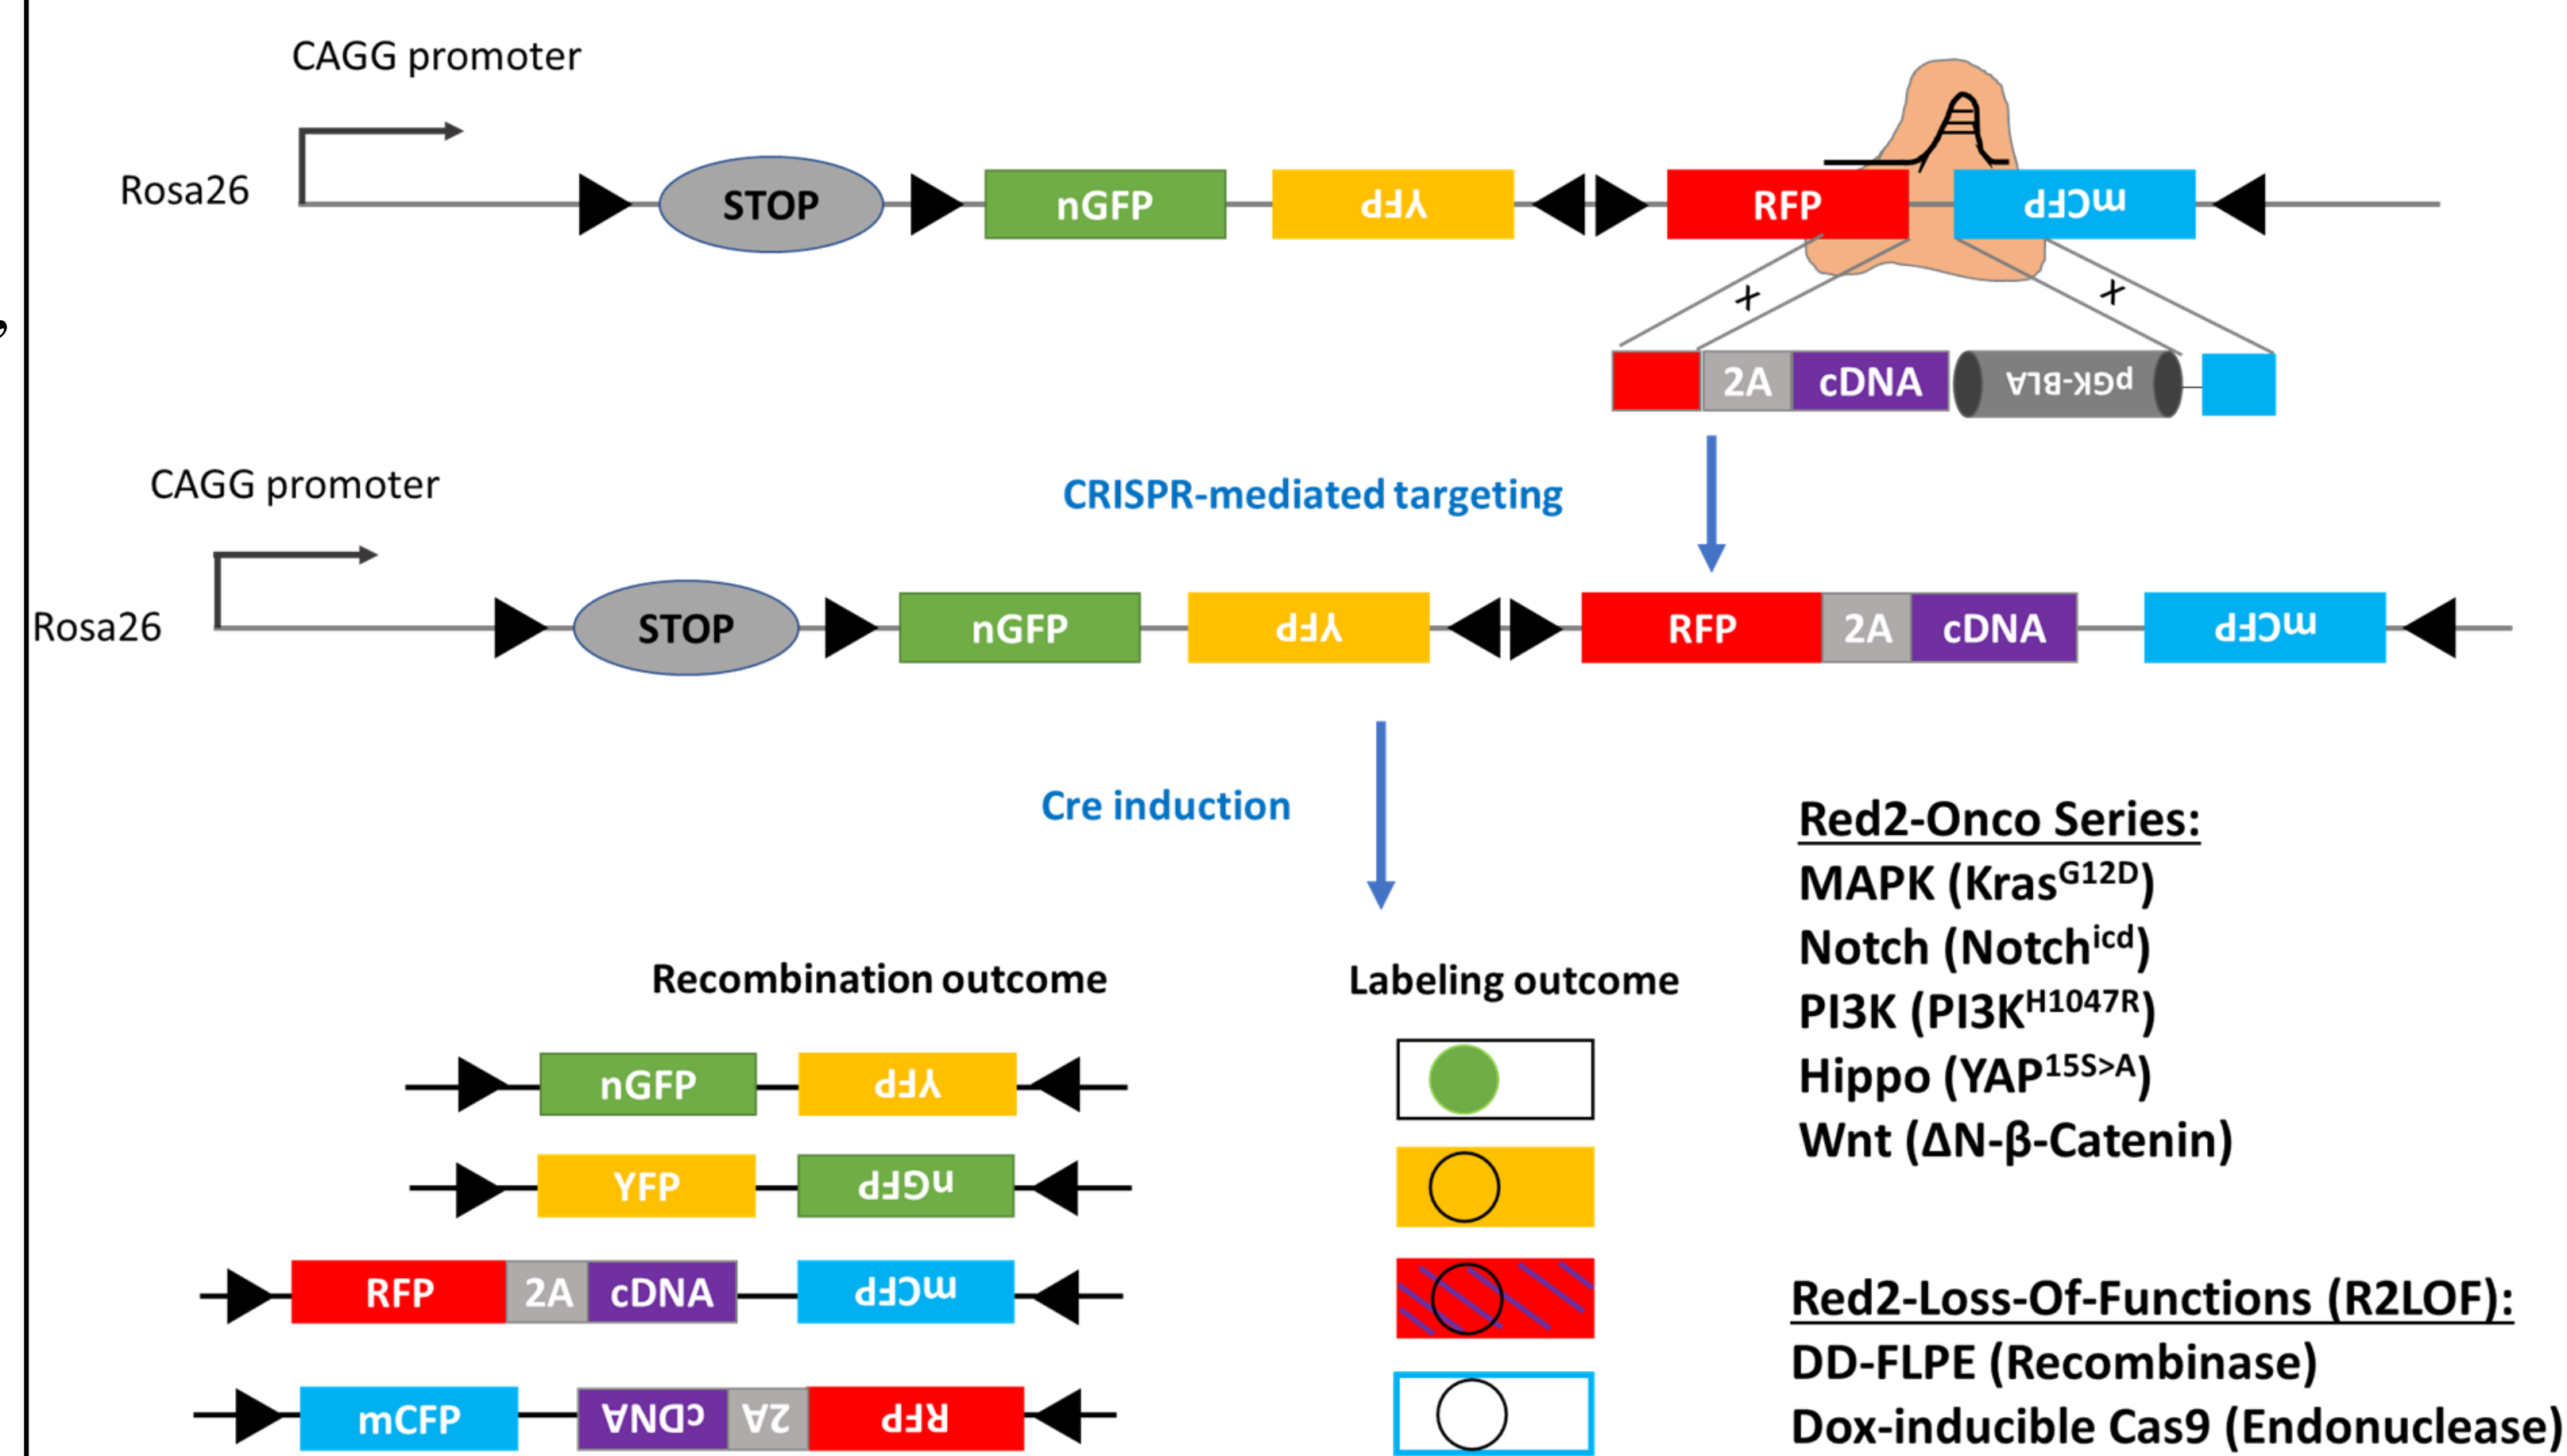 CAGG promoter
Rosa26
STOP
nGFP
YFP
RFP
mCFP
2A
cDNA
pGK-BLA
CRISPR-mediated targeting
CAGG promoter
Rosa26
STOP
nGFP
YFP
RFP
2A
cDNA
mCFP
Cre induction
Recombination outcome
Labeling outcome
nGFP
YFP
YFP
nGFP
RFP
2A
cDNA
mCFP
mCFP
cDNA
2A
RFP
Red2-Onco Series:
MAPK (Kras^G12D)
Notch (Notch^icd)
PI3K (PI3K^H1047R)
Hippo (YAP^15S>A)
Wnt (ΔN-β-Catenin)
Red2-Loss-Of-Functions (R2LOF):
DD-FLPE (Recombinase)
Dox-inducible Cas9 (Endonuclease)